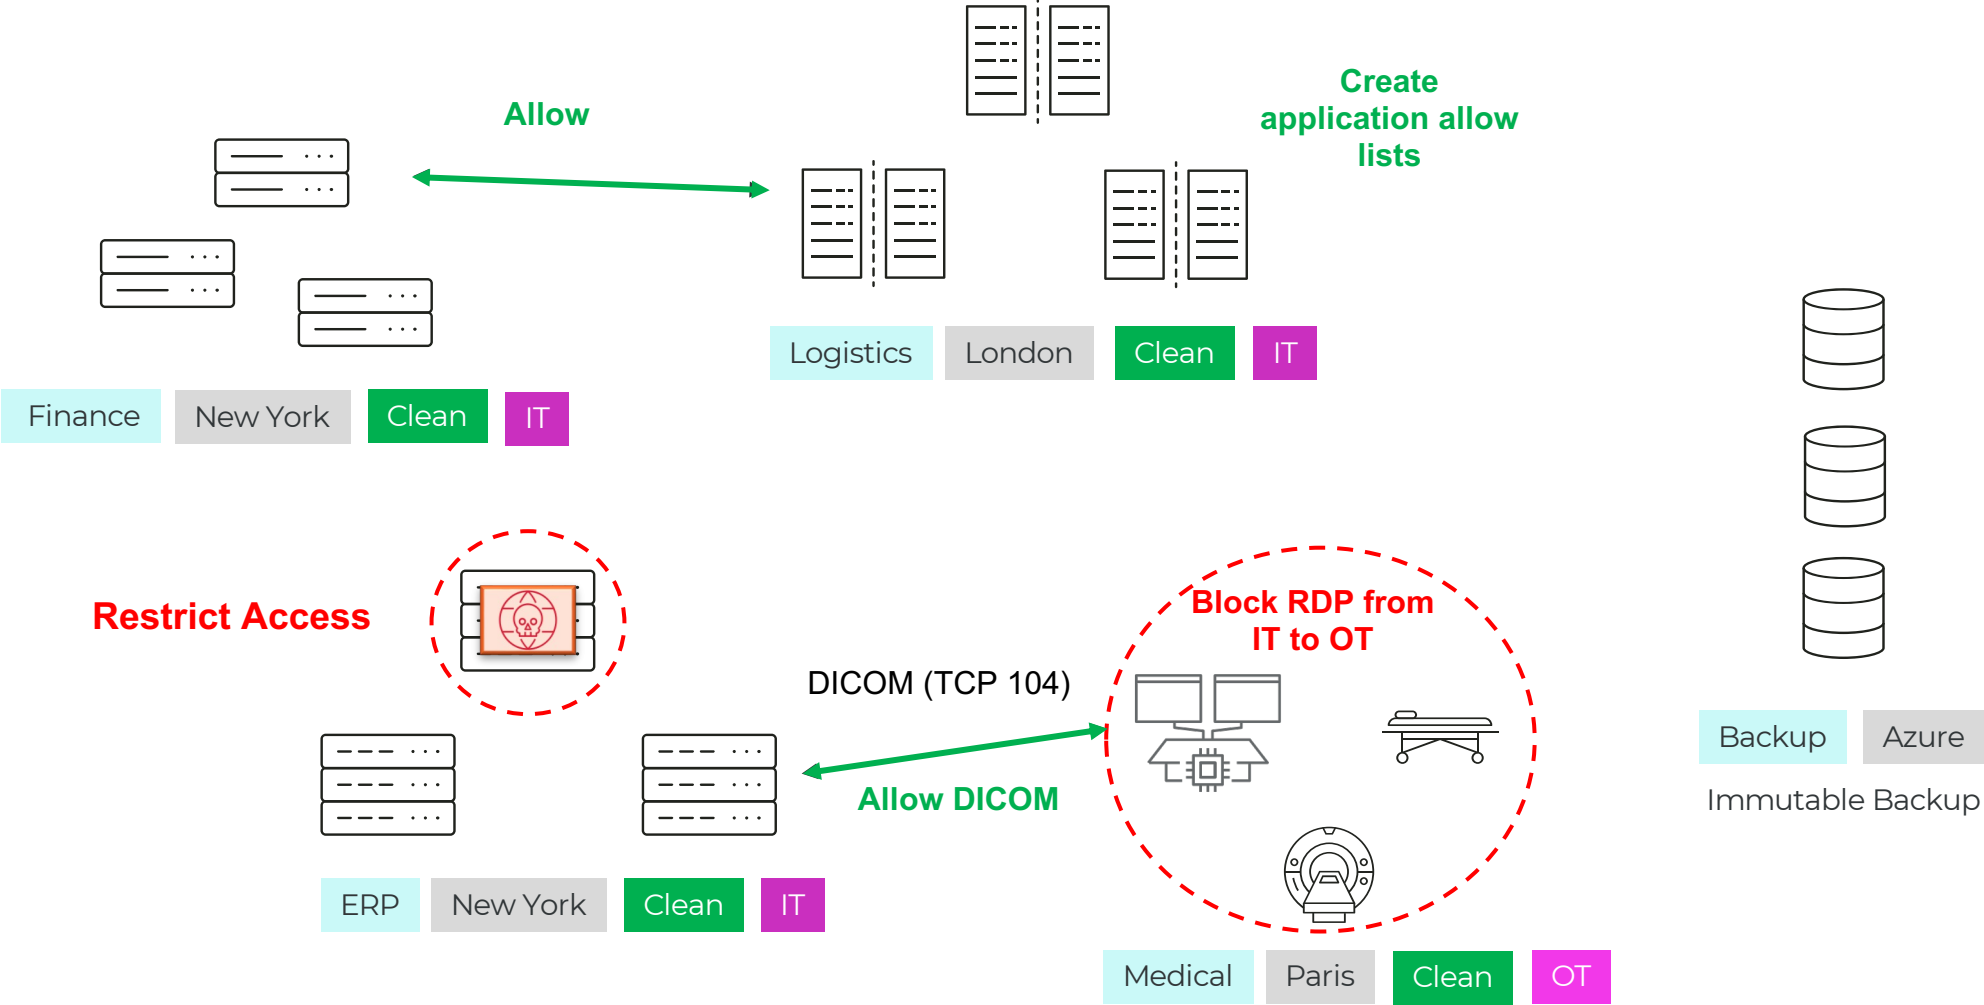 Allow
Create
application allow
lists
Logistics London Clean IT
Finance New York Clean IT
Restrict Access
Block RDP from
IT to OT
DICOM (TCP 104)
Allow DICOM
Backup Azure
Immutable Backup
ERP New York Clean IT
Medical Paris Clean OT